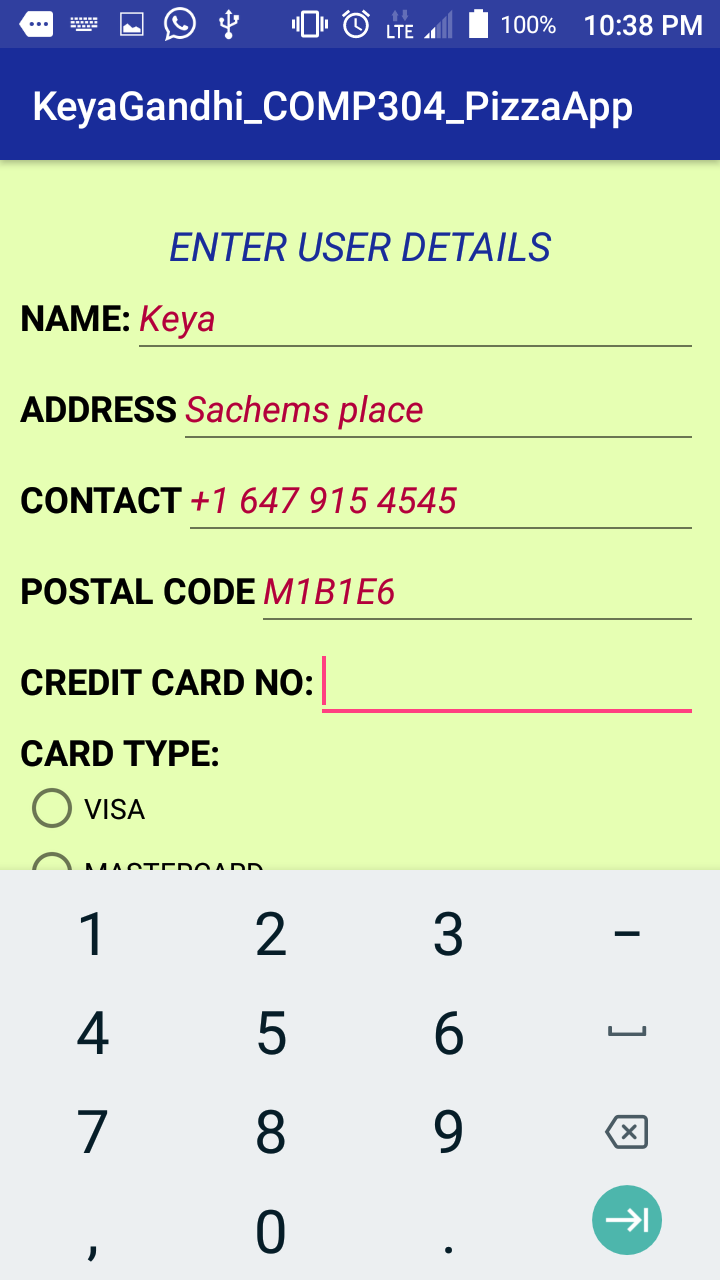 LTE 100% 10:38 PM
KeyaGandhi_COMP304_PizzaApp
ENTER USER DETAILS
NAME: Keya
ADDRESS Sachems place
CONTACT +1 647 915 4545
POSTAL CODE M1B1E6
CREDIT CARD NO:
CARD TYPE:
VISA
MASTERCARD
1 2 3 –
4 5 6
7 8 9
, 0 .